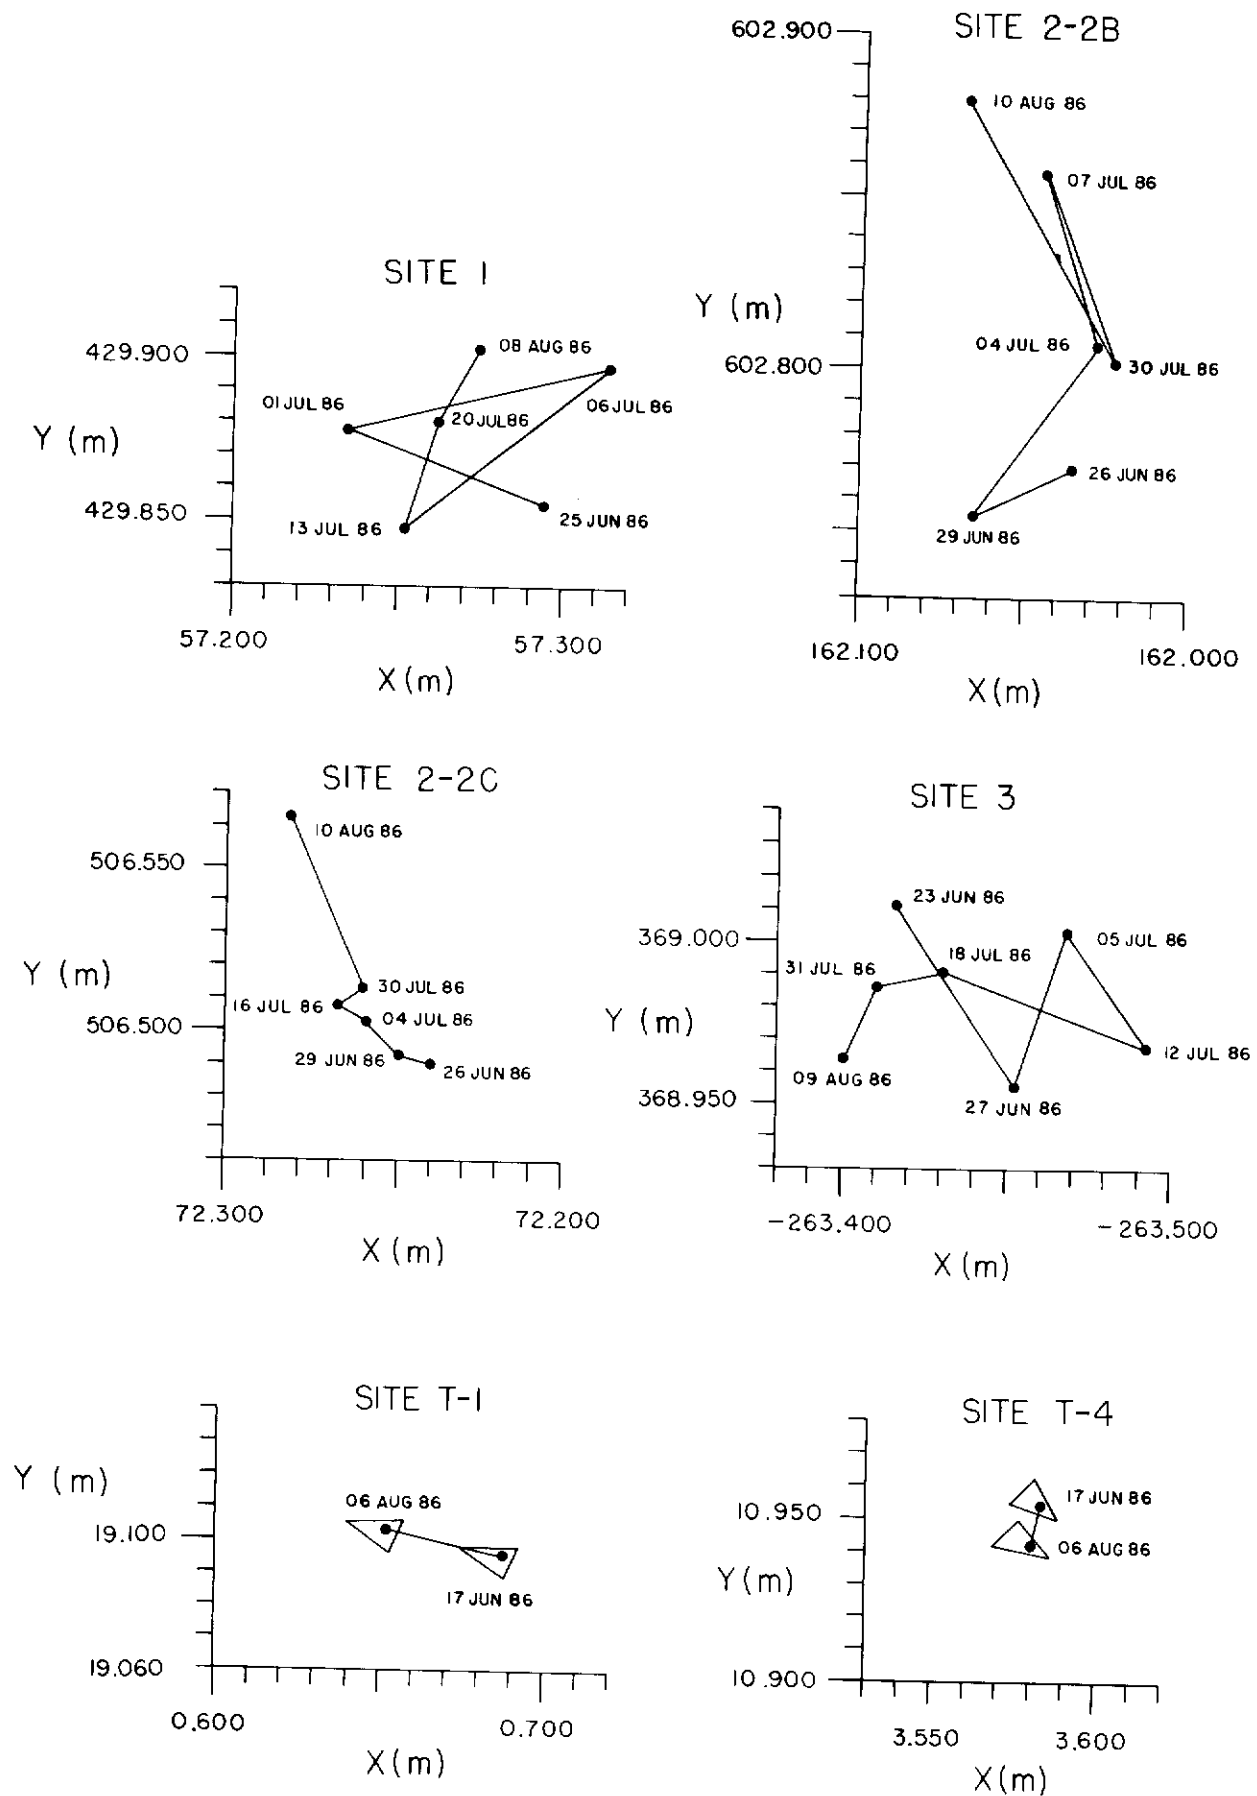 SITE 1
429.900
429.850
Y (m)
08 AUG 86
01 JUL 86
06 JUL 86
20 JUL 86
13 JUL 86
25 JUN 86
57.200
57.300
X (m)
SITE 2-2B
602.900
10 AUG 86
07 JUL 86
Y (m)
04 JUL 86
602.800
30 JUL 86
26 JUN 86
29 JUN 86
162.100
162.000
X (m)
SITE 2-2C
10 AUG 86
506.550
Y (m)
30 JUL 86
16 JUL 86
506.500
04 JUL 86
29 JUN 86
26 JUN 86
72.300
72.200
X (m)
SITE 3
23 JUN 86
369.000
05 JUL 86
18 JUL 86
31 JUL 86
Y (m)
12 JUL 86
09 AUG 86
368.950
27 JUN 86
-263.400
-263.500
X (m)
SITE T-1
Y (m)
06 AUG 86
19.100
17 JUN 86
19.060
0.600
0.700
X (m)
SITE T-4
17 JUN 86
10.950
06 AUG 86
Y (m)
10.900
3.550
3.600
X (m)